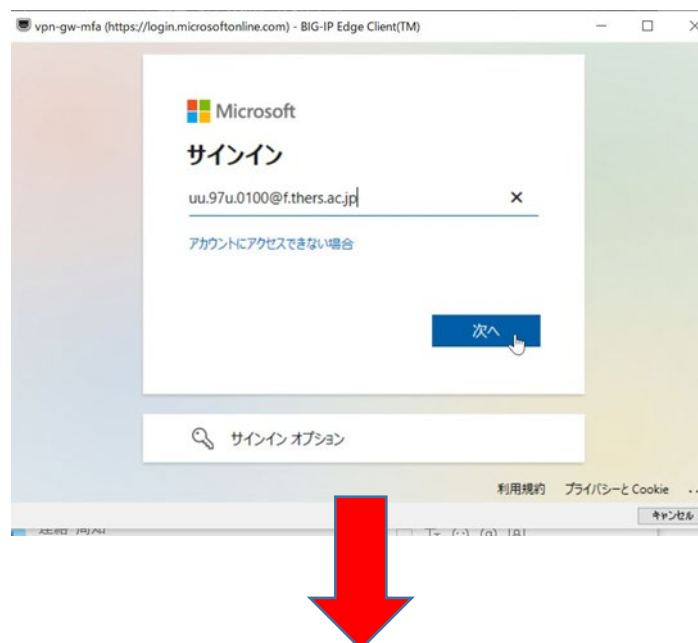 vpn-gw-mfa (https://login.microsoftonline.com) - BIG-IP Edge Client(TM)
Microsoft
サインイン
uu.97u.0100@f.thers.ac.jp
アカウントにアクセスできない場合
次へ
サインイン オプション
利用規約 プライバシーと Cookie ..
キャンセル